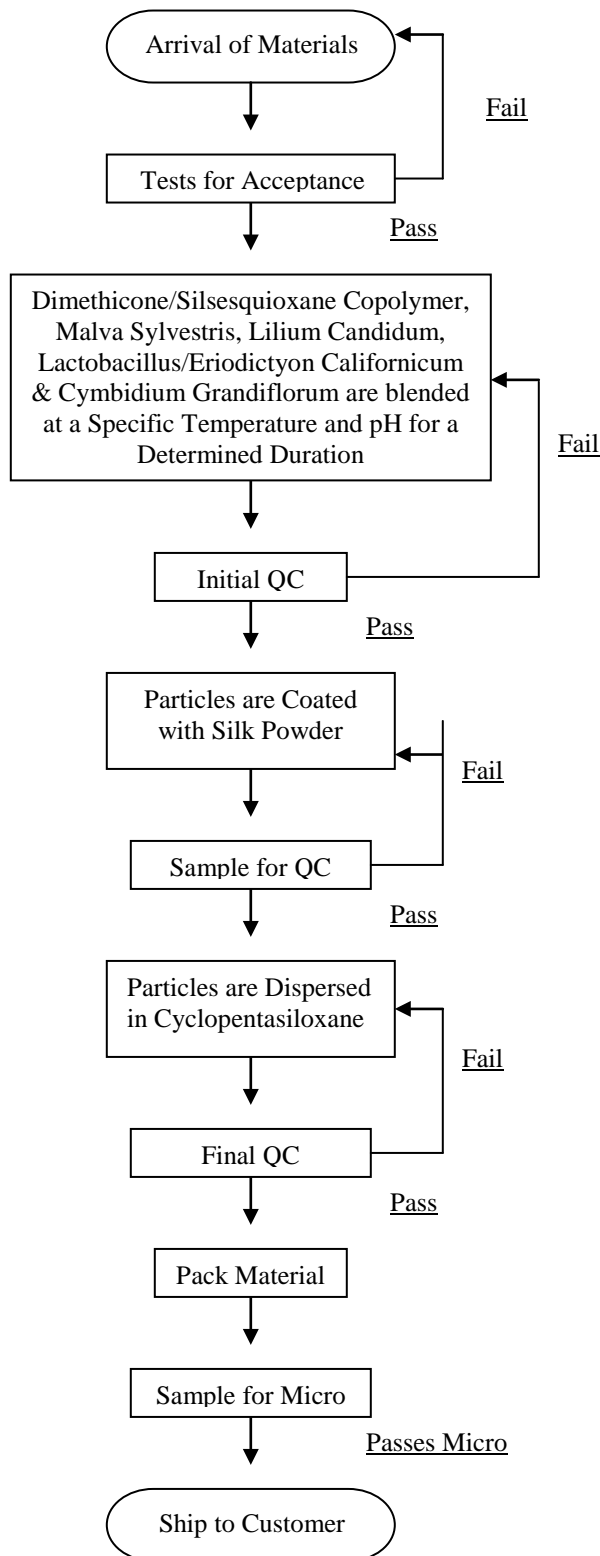 Arrival of Materials
Fail
Tests for Acceptance
Pass
Dimethicone/Silsesquioxane Copolymer,
Malva Sylvestris, Lilium Candidum,
Lactobacillus/Eriodictyon Californicum
& Cymbidium Grandiflorum are blended
at a Specific Temperature and pH for a
Determined Duration
Fail
Initial QC
Pass
Particles are Coated
with Silk Powder
Fail
Sample for QC
Pass
Particles are Dispersed
in Cyclopentasiloxane
Fail
Final QC
Pass
Pack Material
Sample for Micro
Passes Micro
Ship to Customer